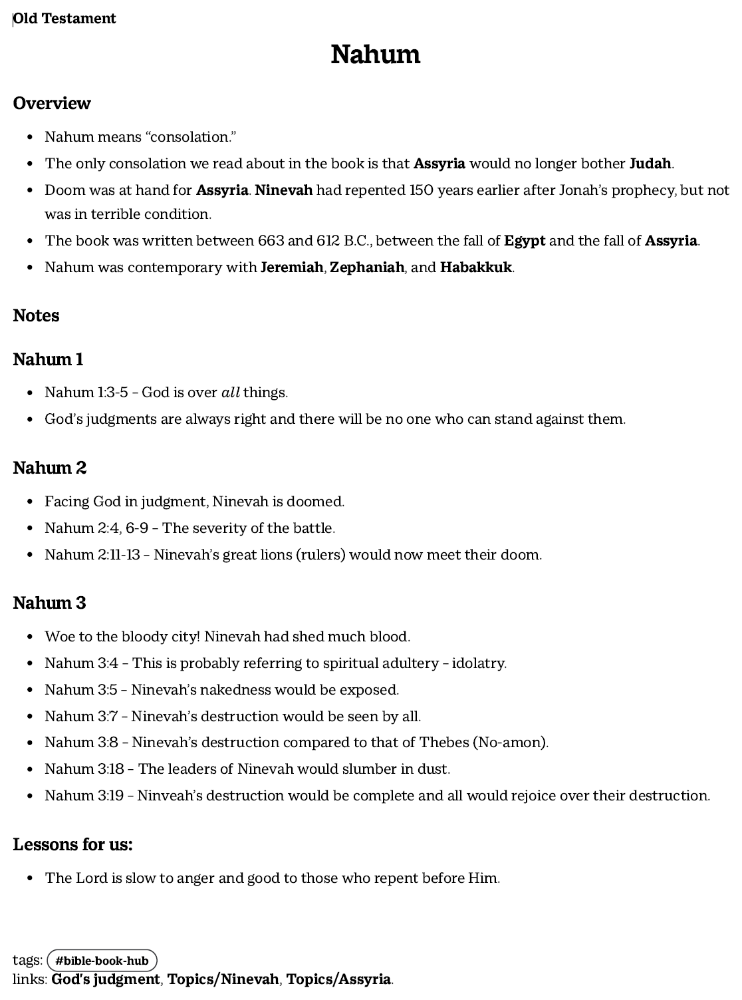 Old Testament
Nahum
Overview
• Nahum means “consolation.”
• The only consolation we read about in the book is that Assyria would no longer bother Judah.
• Doom was at hand for Assyria. Ninevah had repented 150 years earlier after Jonah’s prophecy, but not
was in terrible condition.
• The book was written between 663 and 612 B.C., between the fall of Egypt and the fall of Assyria.
• Nahum was contemporary with Jeremiah, Zephaniah, and Habakkuk.
Notes
Nahum 1
• Nahum 1:3-5 – God is over all things.
• God’s judgments are always right and there will be no one who can stand against them.
Nahum 2
• Facing God in judgment, Ninevah is doomed.
• Nahum 2:4, 6-9 – The severity of the battle.
• Nahum 2:11-13 – Ninevah’s great lions (rulers) would now meet their doom.
Nahum 3
• Woe to the bloody city! Ninevah had shed much blood.
• Nahum 3:4 – This is probably referring to spiritual adultery – idolatry.
• Nahum 3:5 – Ninevah’s nakedness would be exposed.
• Nahum 3:7 – Ninevah’s destruction would be seen by all.
• Nahum 3:8 – Ninevah’s destruction compared to that of Thebes (No-amon).
• Nahum 3:18 – The leaders of Ninevah would slumber in dust.
• Nahum 3:19 – Ninveah’s destruction would be complete and all would rejoice over their destruction.
Lessons for us:
• The Lord is slow to anger and good to those who repent before Him.
tags: #bible-book-hub
links: God's judgment, Topics/Ninevah, Topics/Assyria.